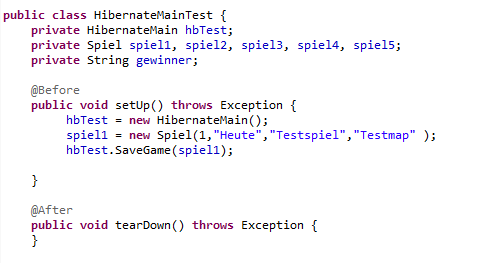 public class HibernateMainTest {
    private HibernateMain hbTest;
    private Spiel spiel1, spiel2, spiel3, spiel4, spiel5;
    private String gewinner;

    @Before
    public void setUp() throws Exception {
        hbTest = new HibernateMain();
        spiel1 = new Spiel(1,"Heute","Testspiel","Testmap" );
        hbTest.SaveGame(spiel1);

    }

    @After
    public void tearDown() throws Exception {
    }